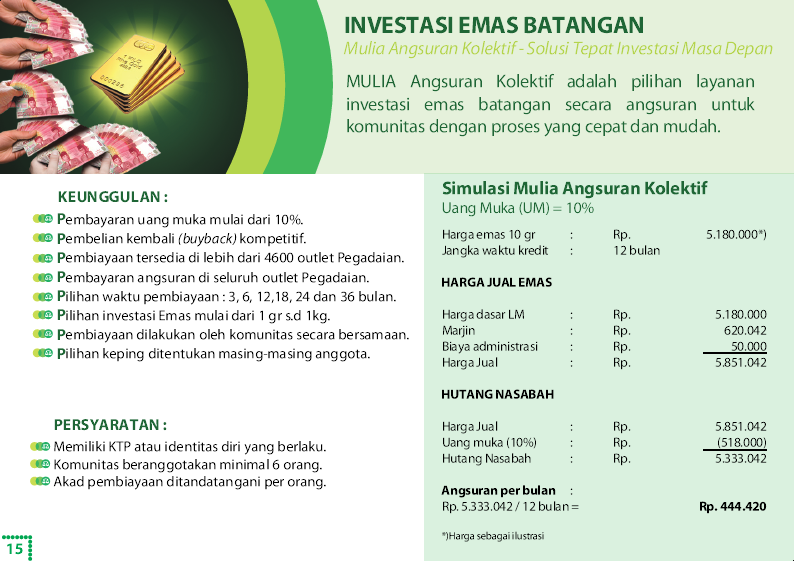 INVESTASI EMAS BATANGAN
Mulia Angsuran Kolektif - Solusi Tepat Investasi Masa Depan
MULIA Angsuran Kolektif adalah pilihan layanan
investasi emas batangan secara angsuran untuk
komunitas dengan proses yang cepat dan mudah.
KEUNGGULAN :
Pembayaran uang muka mulai dari 10%.
Pembelian kembali (buyback) kompetitif.
Pembiayaan tersedia di lebih dari 4600 outlet Pegadaian.
Pembayaran angsuran di seluruh outlet Pegadaian.
Pilihan waktu pembiayaan : 3, 6, 12,18, 24 dan 36 bulan.
Pilihan investasi Emas mulai dari 1 gr s.d 1kg.
Pembiayaan dilakukan oleh komunitas secara bersamaan.
Pilihan keping ditentukan masing-masing anggota.
PERSYARATAN :
Memiliki KTP atau identitas diri yang berlaku.
Komunitas beranggotakan minimal 6 orang.
Akad pembiayaan ditandatangani per orang.
15
Simulasi Mulia Angsuran Kolektif
Uang Muka (UM) = 10%
Harga emas 10 gr : Rp. 5.180.000*)
Jangka waktu kredit : 12 bulan
HARGA JUAL EMAS
Harga dasar LM : Rp. 5.180.000
Marjin : Rp. 620.042
Biaya administrasi : Rp. 50.000
Harga Jual : Rp. 5.851.042
HUTANG NASABAH
Harga Jual : Rp. 5.851.042
Uang muka (10%) : Rp. (518.000)
Hutang Nasabah : Rp. 5.333.042
Angsuran per bulan :
Rp. 5.333.042 / 12 bulan = Rp. 444.420
*)Harga sebagai ilustrasi